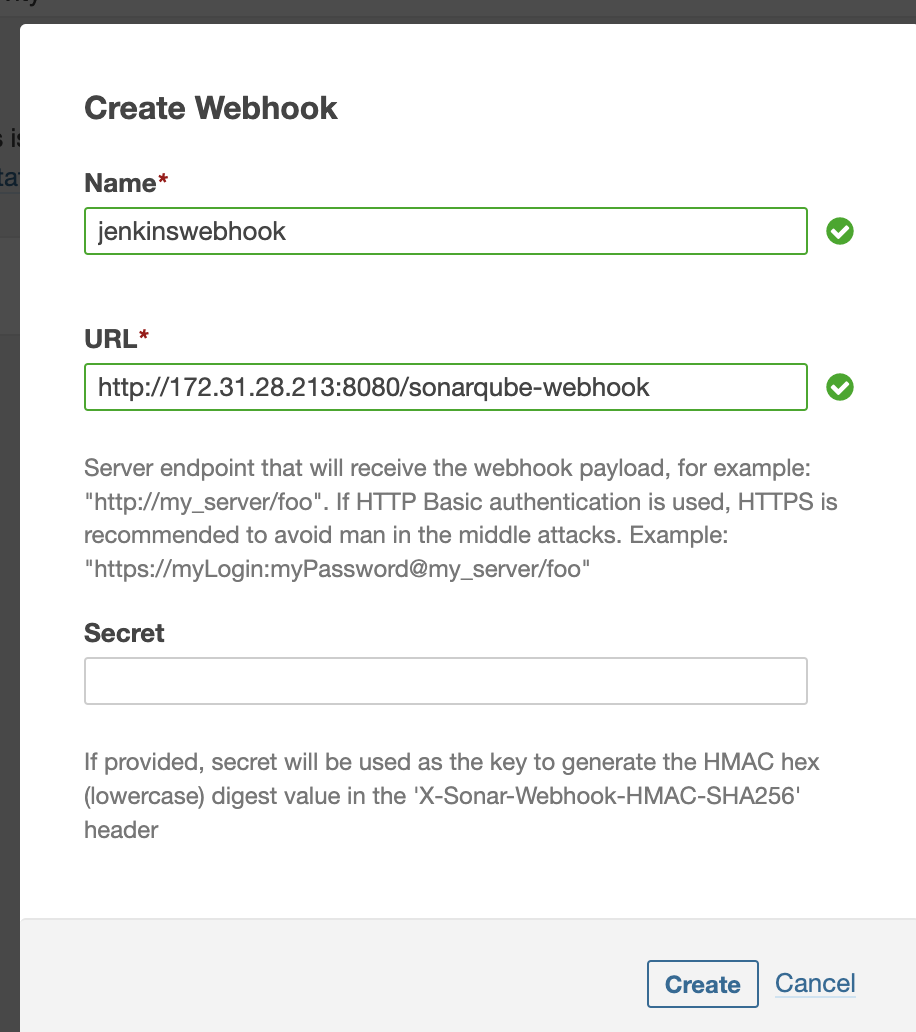 Create Webhook
Name*
jenkinswebhook
URL*
http://172.31.28.213:8080/sonarqube-webhook
Server endpoint that will receive the webhook payload, for example:
"http://my_server/foo". If HTTP Basic authentication is used, HTTPS is
recommended to avoid man in the middle attacks. Example:
"https://myLogin:myPassword@my_server/foo"
Secret
If provided, secret will be used as the key to generate the HMAC hex
(lowercase) digest value in the 'X-Sonar-Webhook-HMAC-SHA256'
header
Create Cancel